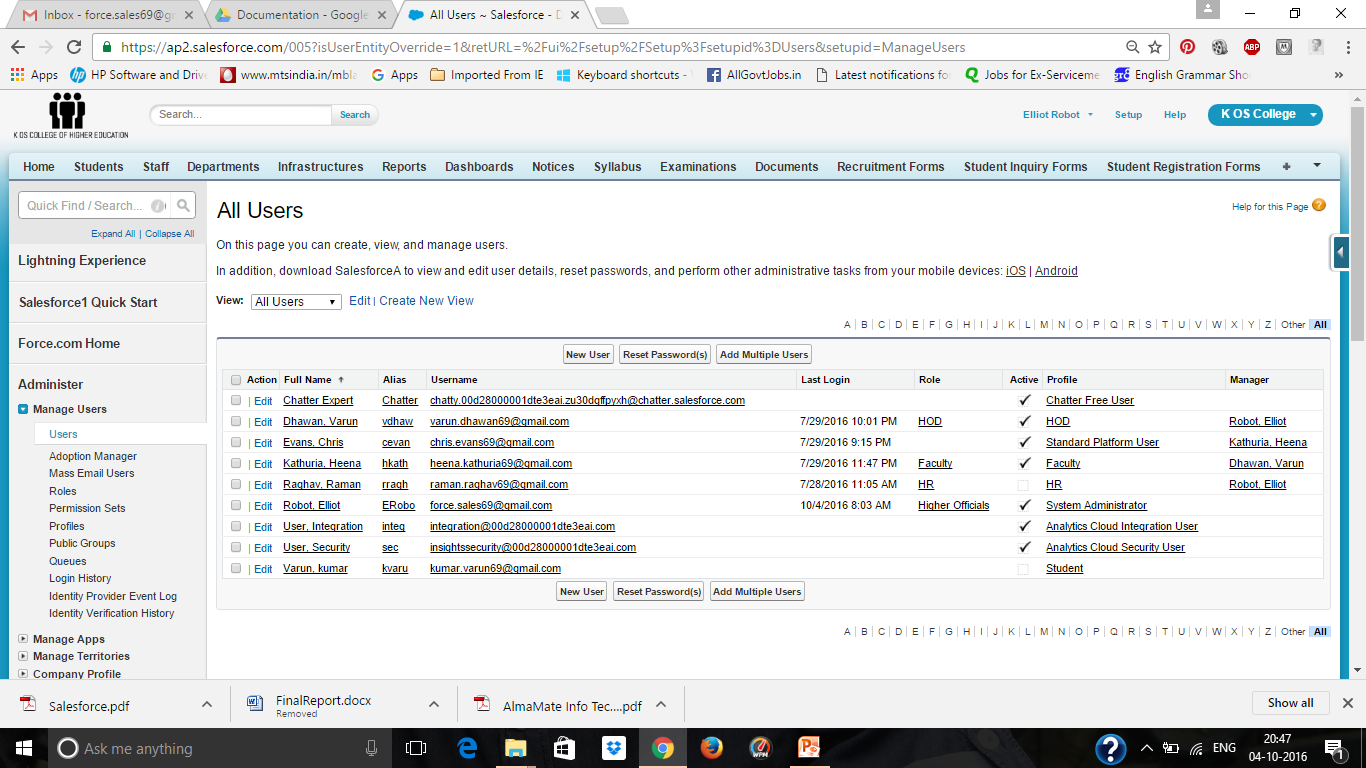 Inbox - force.sales69@gm
Documentation - Google
All Users ~ Salesforce - D
https://ap2.salesforce.com/005?isUserEntityOverride=1&retURL=%2Fui%2Fsetup%2FSetup%3Fsetupid%3DUsers&setupid=ManageUsers
Apps
HP Software and Drive
www.mtsindia.in/mbla
Apps
Imported From IE
Keyboard shortcuts -
AllGovtJobs.in
Latest notifications fo
Jobs for Ex-Serviceme
English Grammar Sho
»
K OS COLLEGE OF HIGHER EDUCATION
Search...
Search
Elliot Robot
Setup
Help
K OS College
Home Students Staff Departments Infrastructures Reports Dashboards Notices Syllabus Examinations Documents Recruitment Forms Student Inquiry Forms Student Registration Forms +
Quick Find / Search...
Expand All | Collapse All
Lightning Experience
Salesforce1 Quick Start
Force.com Home
Administer
Manage Users
Users
Adoption Manager
Mass Email Users
Roles
Permission Sets
Profiles
Public Groups
Queues
Login History
Identity Provider Event Log
Identity Verification History
Manage Apps
Manage Territories
Company Profile
All Users
Help for this Page ?
On this page you can create, view, and manage users.
In addition, download SalesforceA to view and edit user details, reset passwords, and perform other administrative tasks from your mobile devices: iOS | Android
View: All Users Edit | Create New View
A | B | C | D | E | F | G | H | I | J | K | L | M | N | O | P | Q | R | S | T | U | V | W | X | Y | Z | Other All
New User Reset Password(s) Add Multiple Users
Action Full Name Alias Username Last Login Role Active Profile Manager
| Edit Chatter Expert Chatter chatty.00d28000001dte3eai.zu30dqffpyxh@chatter.salesforce.com ✓ Chatter Free User
| Edit Dhawan, Varun vdhaw varun.dhawan69@gmail.com 7/29/2016 10:01 PM HOD ✓ HOD Robot, Elliot
| Edit Evans, Chris cevan chris.evans69@gmail.com 7/29/2016 9:15 PM ✓ Standard Platform User Kathuria, Heena
| Edit Kathuria, Heena hkath heena.kathuria69@gmail.com 7/29/2016 11:47 PM Faculty ✓ Faculty Dhawan, Varun
| Edit Raghav, Raman rragh raman.raghav69@gmail.com 7/28/2016 11:05 AM HR HR Robot, Elliot
| Edit Robot, Elliot ERobo force.sales69@gmail.com 10/4/2016 8:03 AM Higher Officials ✓ System Administrator
| Edit User, Integration integ integration@00d28000001dte3eai.com ✓ Analytics Cloud Integration User
| Edit User, Security sec insightssecurity@00d28000001dte3eai.com ✓ Analytics Cloud Security User
| Edit Varun, kumar kvaru kumar.varun69@gmail.com Student
New User Reset Password(s) Add Multiple Users
A | B | C | D | E | F | G | H | I | J | K | L | M | N | O | P | Q | R | S | T | U | V | W | X | Y | Z | Other All
Salesforce.pdf
FinalReport.docx
Removed
AlmaMate Info Tec....pdf
Show all
Ask me anything
ENG
20:47
04-10-2016
1